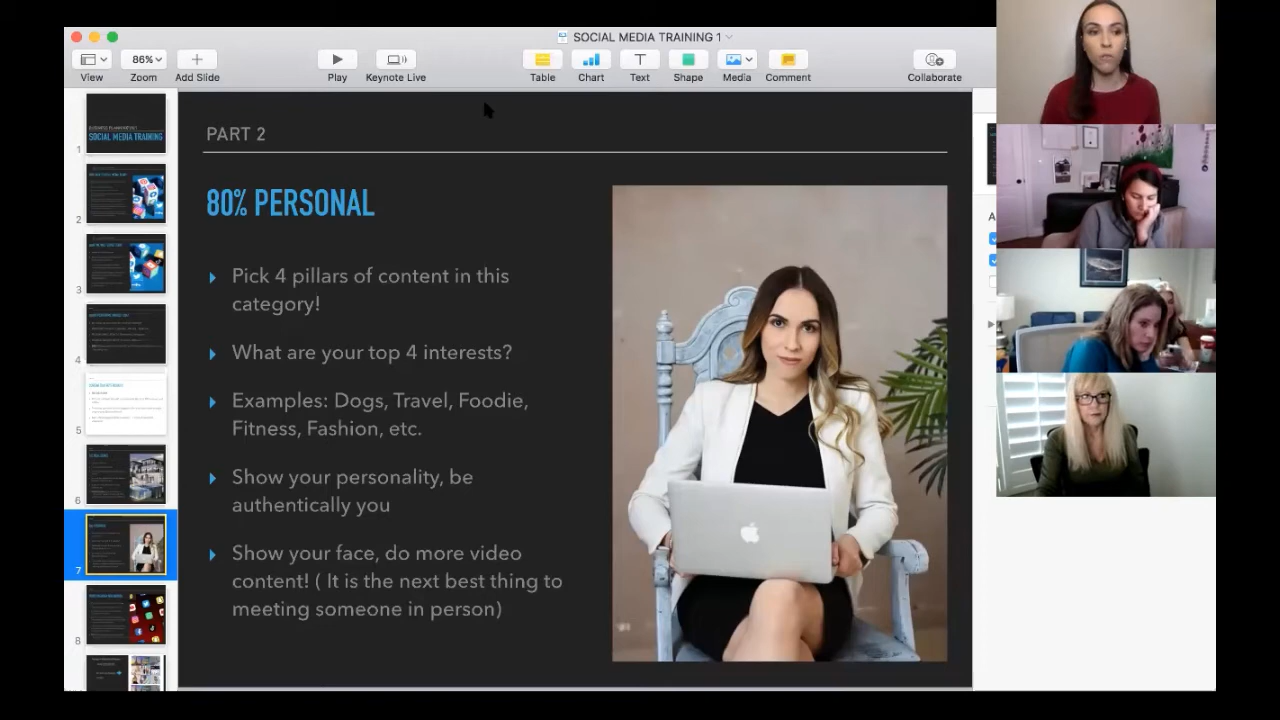 SOCIAL MEDIA TRAINING 1
86%
View
Zoom
Add Slide
Play
Keynote Live
Table
Chart
Text
Shape
Media
Comment
Collaborate
1
SOCIAL MEDIA TRAINING
2
3
4
5
6
7
8
PART 2
80% PERSONAL
Pick 4 pillars of content in this
category!
What are your top 4 interests?
Examples: Dogs, Travel, Foodie,
Fitness, Fashion, etc.
Show your personality, be
authentically you
Show your face, do more video
content! ( It is the next best thing to
meeting someone in person)
A